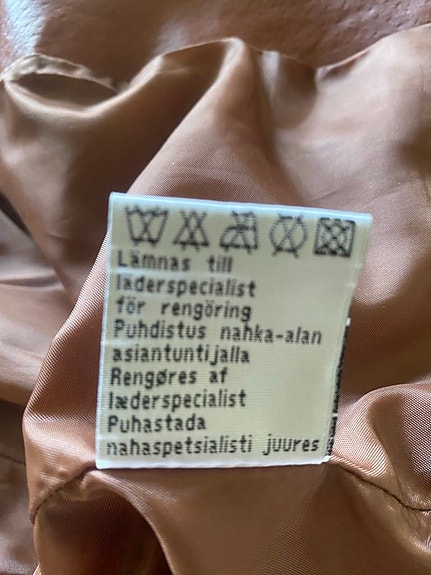 Lämnas till
läderspecialist
för rengöring
Puhdistus nahka-alan
asiantuntijalla
Rengøres af
læderspecialist
Puhastada
nahaspetsialisti juures